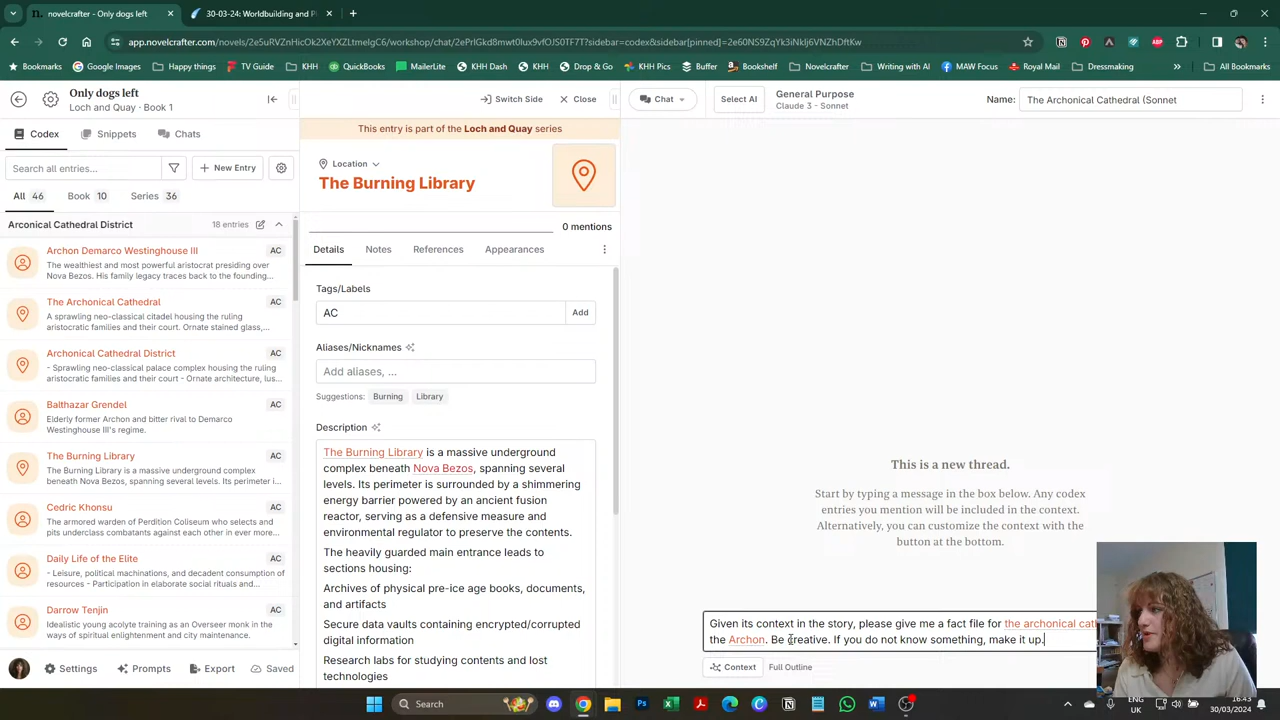 novelcrafter - Only dogs left
30-03-24: Worldbuilding and P
app.novelcrafter.com/novels/2e5uRVZnHicOk2XeYXZLtmelgC6/workshop/chat/2ePrlGkd8mwt0lux9vfOJS0TF7T?sidebar=codex&sidebar[pinned]=2e60NS9ZqYk3iNkIj6VNZhDftKw
Bookmarks
Funnel
KHH
QuickBooks
MailerLite
Ebook
KHH
Drop & Go
KHH
Pics
Buffer
Bookshelf
WorldAnvil
Canva
MAV Guide
Writing utils
All Bookmarks
Only dogs left
Loch and Quay - Book 1
Switch Side
Close
Chat
Select AI
General Purpose
Claude 3 - Sonnet
Name:
The Archonical Cathedral (Sonnet
Codex
Snippets
Chats
This entry is part of the Loch and Quay series
Search all entries...
New Entry
Location
The Burning Library
All 46
Book 10
Series 36
0 mentions
Arconical Cathedral District
18 entries
Details
Notes
References
Appearances
Archon Demarco Westinghouse III
AC
The wealthiest and most powerful aristocrat presiding over
Nova Bezos. His family legacy traces back to the founding...
Tags/Labels
AC
Add
The Archonical Cathedral
AC
A sprawling neo-classical citadel housing the ruling
aristocratic families and their court. Ornate stained glass,...
Aliases/Nicknames
Add aliases, ...
Suggestions:
Burning
Library
Archonical Cathedral District
AC
- Sprawling neo-classical palace complex housing the ruling
aristocratic families and their court - Ornate architecture, lus...
Balthazar Grendel
AC
Elderly former Archon and bitter rival to Demarco
Westinghouse III's regime.
Description
The Burning Library is a massive underground
complex beneath Nova Bezos, spanning several
levels. Its perimeter is surrounded by a shimmering
energy barrier powered by an ancient fusion
reactor, serving as a defensive measure and
environmental regulator to preserve the contents.
The heavily guarded main entrance leads to
sections housing:
Archives of physical pre-ice age books, documents,
and artifacts
Secure data vaults containing encrypted/corrupted
digital information
Research labs for studying contents and lost
technologies
The Burning Library
AC
The Burning Library is a massive underground complex
beneath Nova Bezos, spanning several levels. Its perimeter i...
Cedric Khonsu
AC
The armored warden of Perdition Coliseum who selects and
pits underclass combatants against each other in ever more...
Daily Life of the Elite
AC
- Leisure, political machinations, and decadent consumption of
resources - Participation in elaborate social rituals and...
Darrow Tenjin
AC
Idealistic young acolyte training as an Overseer monk in the
ways of spiritual enlightenment and city maintenance.
This is a new thread.
Start by typing a message in the box below. Any codex
entries you mention will be included in the context.
Alternatively, you can customize the context with the
button at the bottom.
Given its context in the story, please give me a fact file for the archonical cat
the Archon. Be creative. If you do not know something, make it up.
Context
Full Outline
Settings
Prompts
Export
Saved
Search
ENG
UK
16:43
30/03/2024